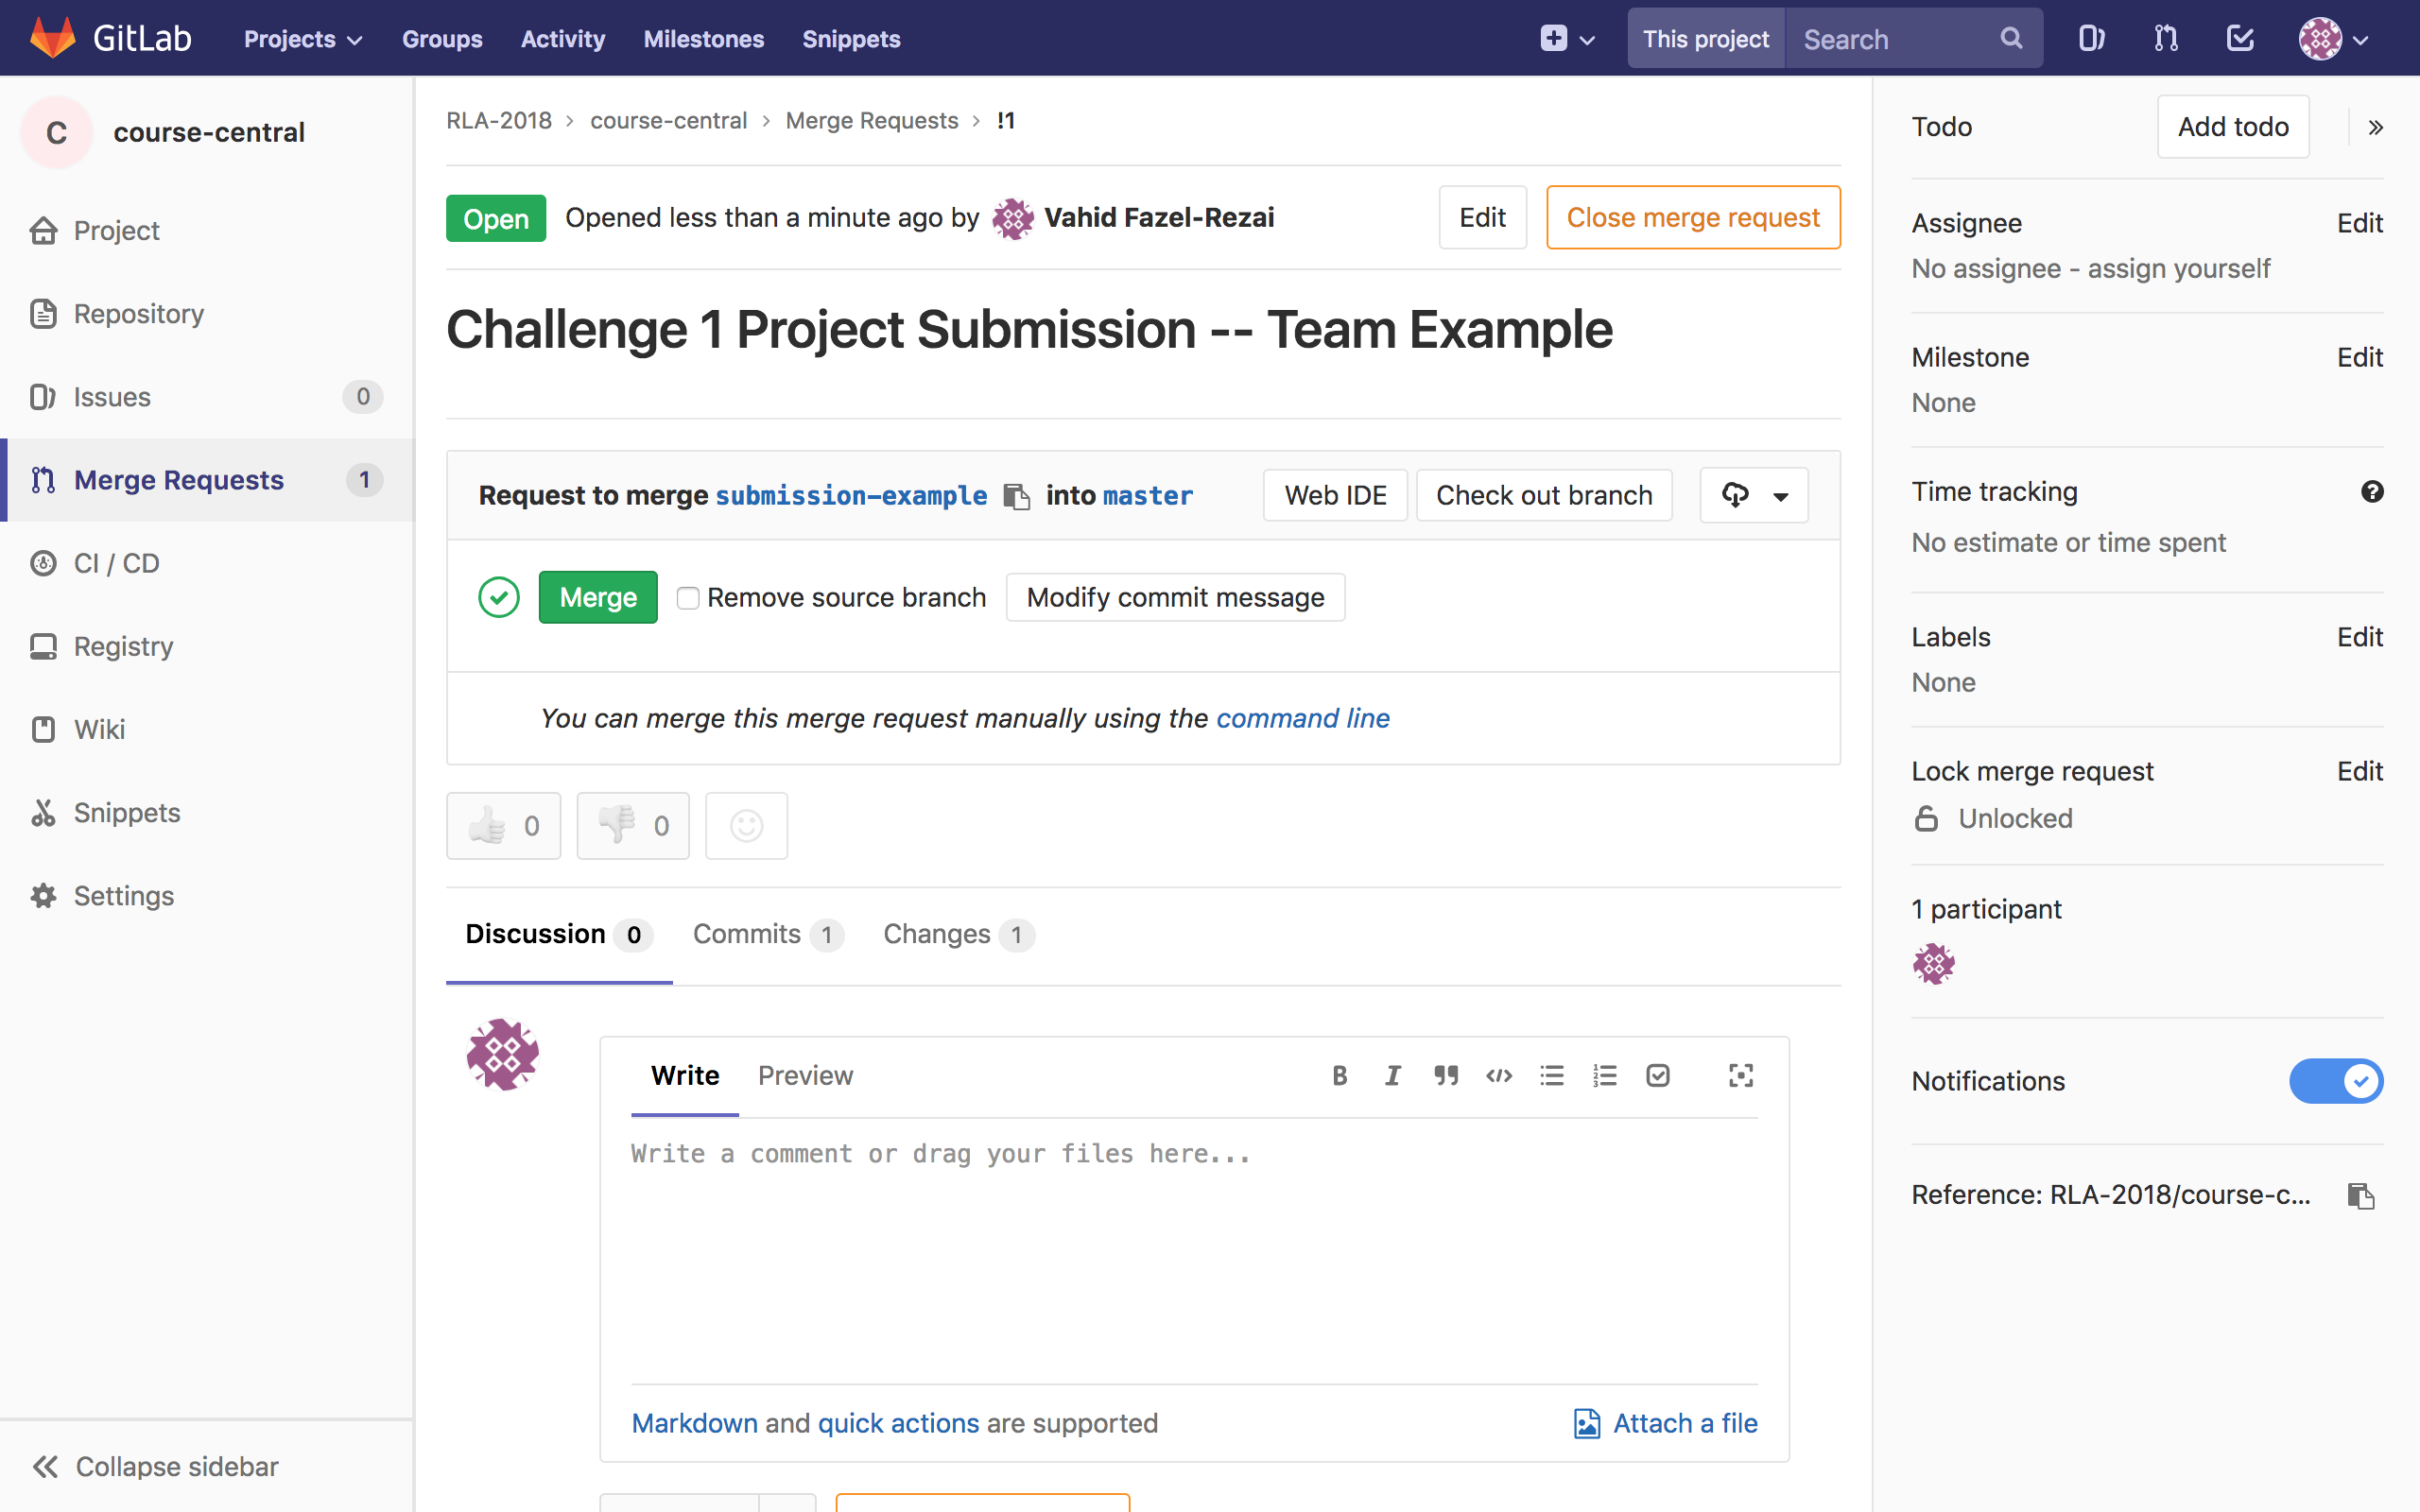 GitLab Projects Groups Activity Milestones Snippets This project Search
C course-central
Project
Repository
Issues 0
Merge Requests 1
CI / CD
Registry
Wiki
Snippets
Settings
Collapse sidebar
RLA-2018 > course-central > Merge Requests > !1
Open Opened less than a minute ago by Vahid Fazel-Rezai Edit Close merge request
Challenge 1 Project Submission -- Team Example
Request to merge submission-example into master Web IDE Check out branch
Merge Remove source branch Modify commit message
You can merge this merge request manually using the command line
0 0
Discussion 0 Commits 1 Changes 1
Write Preview
Write a comment or drag your files here...
Markdown and quick actions are supported Attach a file
Todo Add todo
Assignee Edit
No assignee - assign yourself
Milestone Edit
None
Time tracking
No estimate or time spent
Labels Edit
None
Lock merge request Edit
Unlocked
1 participant
Notifications
Reference: RLA-2018/course-c...